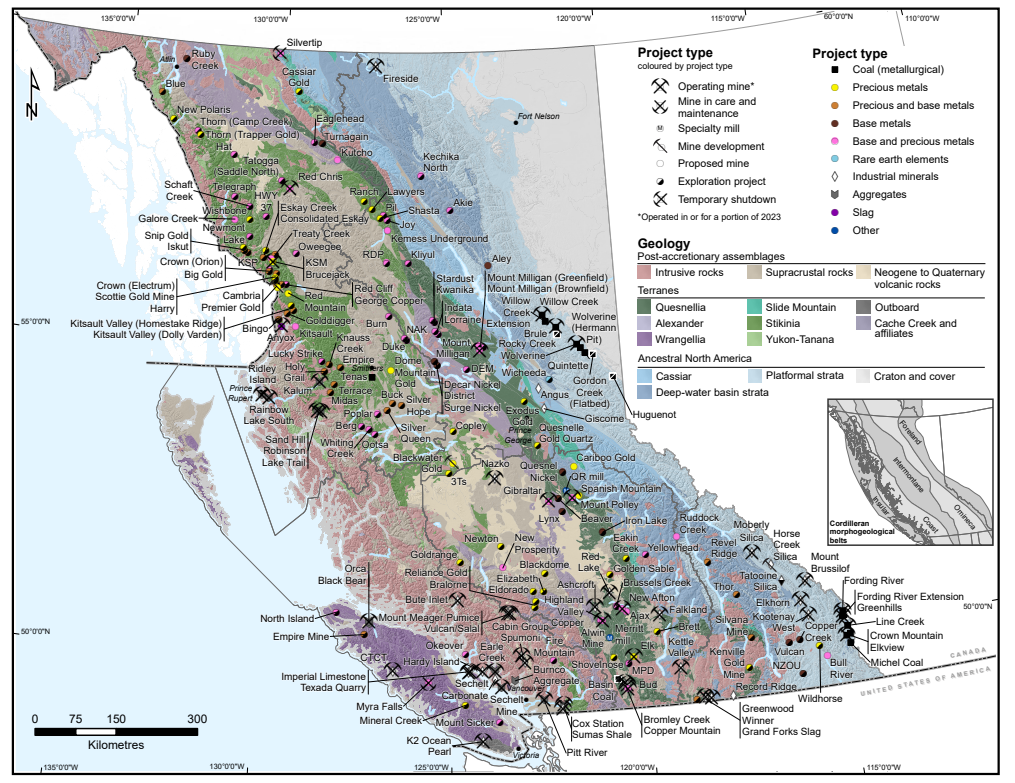 135°0'0"W
130°0'0"W
125°0'0"W
120°0'0"W
115°0'0"W
60°0'0"N
110°0'0"W
N
Silvertip
Ruby
Creek
Atlin
Blue
Cassiar
Gold
Fireside
New Polaris
Thorn (Camp Creek)
Thorn (Trapper Gold)
Hat
Eaglehead
Turnagain
Kutcho
Fort Nelson
Tatogga
(Saddle North)
Red Chris
Kechika
North
Telegraph
Schaft
Creek
HWY
37
Ranch
Lawyers
Pil
Shasta
Joy
Akie
Wishbone
Galore Creek
Newmont
Lake
Eskay Creek
Consolidated Eskay
Kemess Underground
Snip Gold
Iskut
Treaty Creek
Oweegee
KSP
KSM
Brucejack
RDP
Kliyul
Aley
Crown (Orion)
Big Gold
Red Cliff
George Copper
Stardust
Kwanika
Mount Milligan (Greenfield)
Mount Milligan (Brownfield)
Crown (Electrum)
Scottie Gold Mine
Harry
Cambria
Premier Gold
Red
Mountain
Golddigger
Indata
Lorraine
Willow
Creek
Extension
Willow Creek
Wolverine
(Hermann
Pit)
Brule
Rocky Creek
Wolverine
55°0'0"N
Kitsault Valley (Homestake Ridge)
Kitsault Valley (Dolly Varden)
Bingo
Anyox
Kitsault
Burn
NAK
Duke
Mount
Milligan
Quintette
Lucky Strike
Knauss
Creek
Empire
Ridley
Island
Holy
Grail
Kalum
Smithers
Tenas
Dome
Mountain
Gold
DEM
Wicheeda
Gordon
Creek
(Flatbed)
Prince
Rupert
Rainbow
Lake South
Terrace
Midas
Buck
Silver
Hope
Decar Nickel
District
Surge Nickel
Angus
Giscome
Huguenot
Poplar
Berg
Ootsa
Silver
Queen
Copley
Exodus
Gold
Prince
George
Quesnelle
Gold Quartz
Sand Hill
Robinson
Lake Trail
Whiting
Creek
Blackwater
Gold
3Ts
Nazko
Quesnel
Nickel
Cariboo Gold
QR mill
Gibraltar
Spanish Mountain
Mount Polley
Lynx
Beaver
Iron Lake
Newton
New
Prosperity
Eakin
Creek
Ruddock
Creek
Yellowhead
Revel
Ridge
Moberly
Silica
Horse
Creek
Silica
Mount
Brussilof
Goldrange
Reliance Gold
Bralorne
Blackdome
Elizabeth
Eldorado
Red
Lake
Golden Sable
Brussels Creek
Ashcroft
New Afton
Thor
Tatooine
Silica
Elkhorn
Fording River
Fording River Extension
Greenhills
50°0'0"N
Orca
Black Bear
Bute Inlet
Mount Meager Pumice
Vulcan/Salal
Highland
Valley
Copper
Ajax
Falkland
Brett
Silvana
Mine
Kootenay
West
Copper
Creek
Line Creek
Crown Mountain
Elkview
Michel Coal
North Island
Empire Mine
50°0'0"N
Cabin Group
Spumoni
Okeover
Earle
Creek
Fire
Mountain
Alwin
Mine
Merritt
mill
Elk
Kettle
Valley
Kenville
Gold
Mine
Vulcan
NZOU
Bull
River
CANADA
UNITED STATES OF AMERICA
CTCT
Hardy Island
Imperial Limestone
Texada Quarry
Sechelt
Burnco
Aggregate
Shovelnose
MPD
Bud
Basin
Coal
Record Ridge
Wildhorse
Vancouver
Myra Falls
Mineral Creek
Carbonate
Sechelt
Mine
Mount Sicker
Cox Station
Sumas Shale
Bromley Creek
Copper Mountain
Greenwood
Winner
Grand Forks Slag
K2 Ocean
Pearl
Victoria
Pitt River
0 75 150 300
Kilometres
135°0'0"W
130°0'0"W
125°0'0"W
120°0'0"W
115°0'0"W
Project type
coloured by project type
Operating mine*
Mine in care and
maintenance
Specialty mill
Mine development
Proposed mine
Exploration project
Temporary shutdown
*Operated in or for a portion of 2023
Project type
Coal (metallurgical)
Precious metals
Precious and base metals
Base metals
Base and precious metals
Rare earth elements
Industrial minerals
Aggregates
Slag
Other
Geology
Post-accretionary assemblages
Intrusive rocks
Supracrustal rocks
Neogene to Quaternary
volcanic rocks
Terranes
Quesnellia
Slide Mountain
Outboard
Alexander
Stikinia
Cache Creek and
affiliates
Wrangellia
Yukon-Tanana
Ancestral North America
Cassiar
Platformal strata
Craton and cover
Deep-water basin strata
Foreland
Intermontane
Omineca
Insular
Coast
Cordilleran
morphogeological
belts